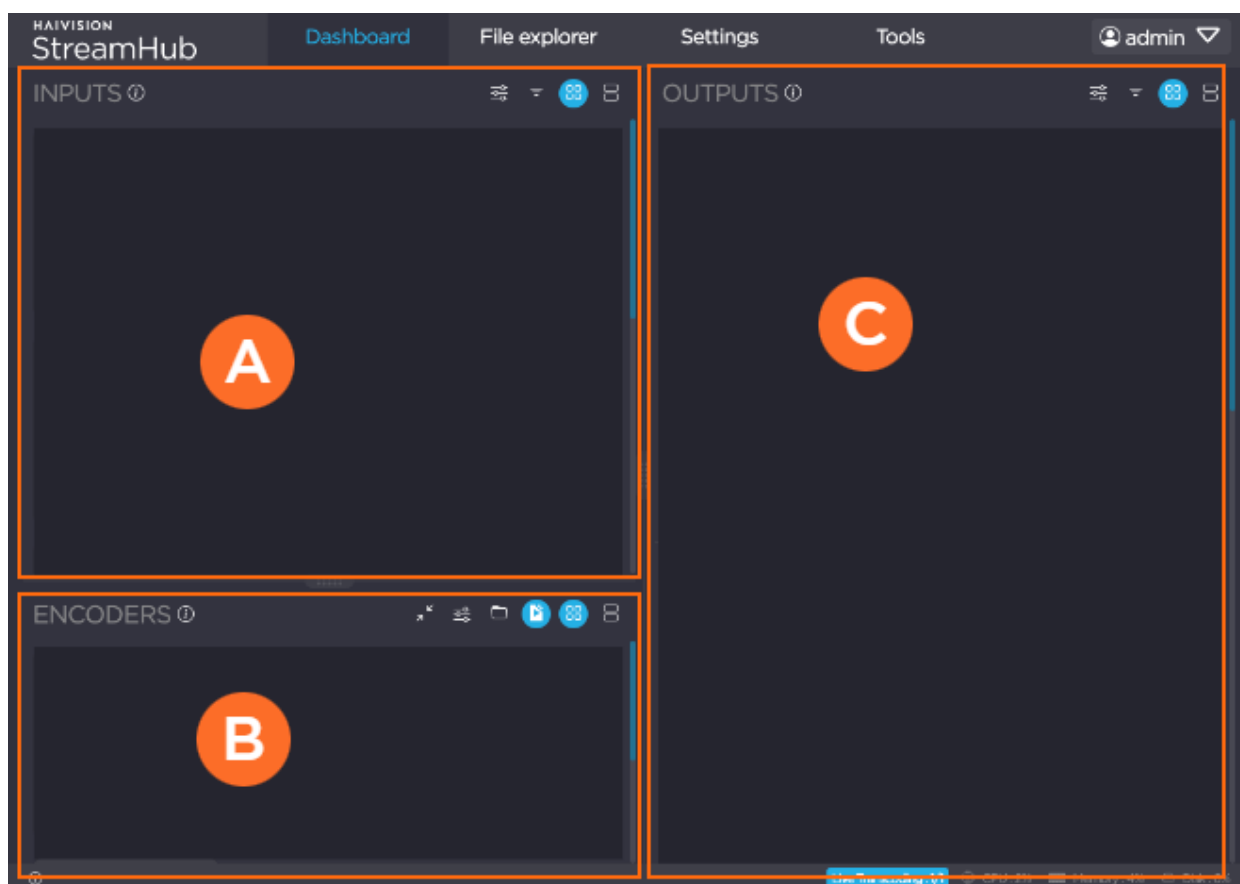 HAIVISION
StreamHub
Dashboard
File explorer
Settings
Tools
admin
INPUTS
OUTPUTS
A
C
ENCODERS
B